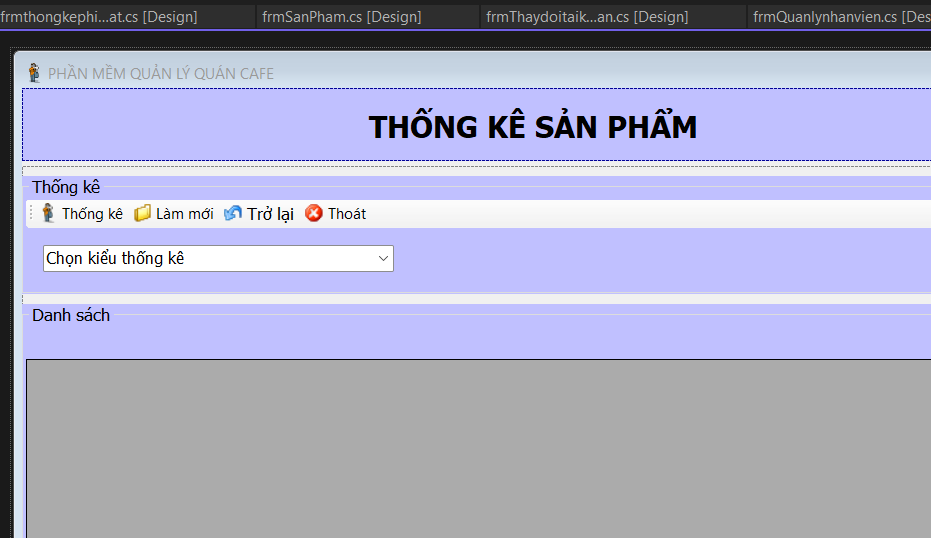 frmthongkephi...at.cs [Design] frmSanPham.cs [Design] frmThaydoitaik...an.cs [Design] frmQuanlynhanvien.cs [Des
PHẦN MỀM QUẢN LÝ QUÁN CAFE
THỐNG KÊ SẢN PHẨM
Thống kê
Thống kê Làm mới Trở lại Thoát
Chọn kiểu thống kê
Danh sách